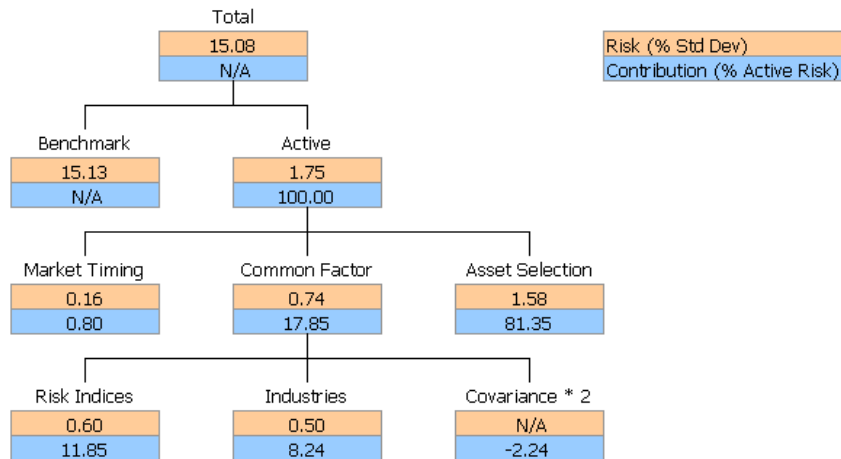 Total
15.08
N/A
Risk (% Std Dev)
Contribution (% Active Risk)
Benchmark
15.13
N/A
Active
1.75
100.00
Market Timing
0.16
0.80
Common Factor
0.74
17.85
Asset Selection
1.58
81.35
Risk Indices
0.60
11.85
Industries
0.50
8.24
Covariance * 2
N/A
-2.24